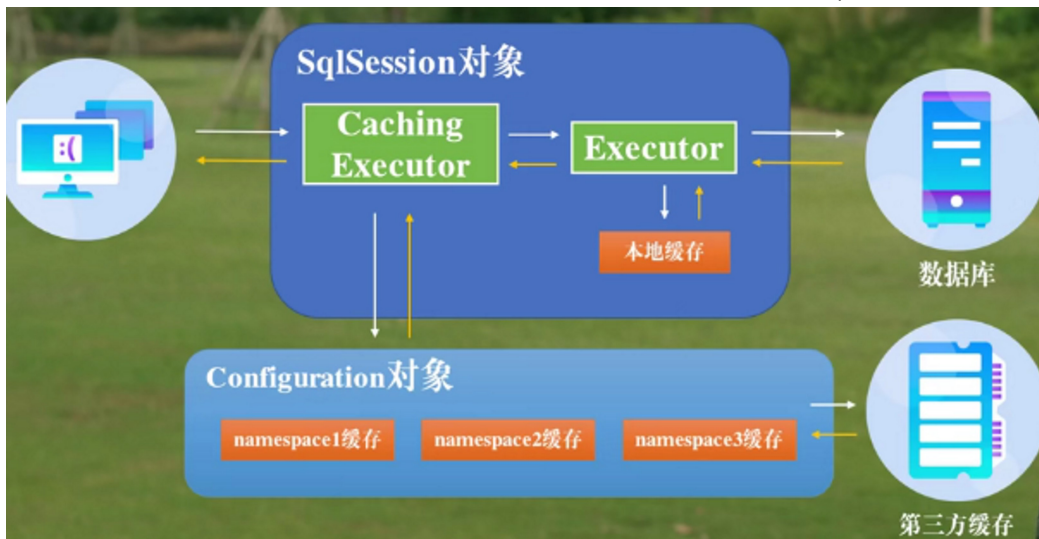 SqlSession对象
Caching
Executor
Executor
本地缓存
数据库
Configuration对象
namespace1缓存
namespace2缓存
namespace3缓存
第三方缓存